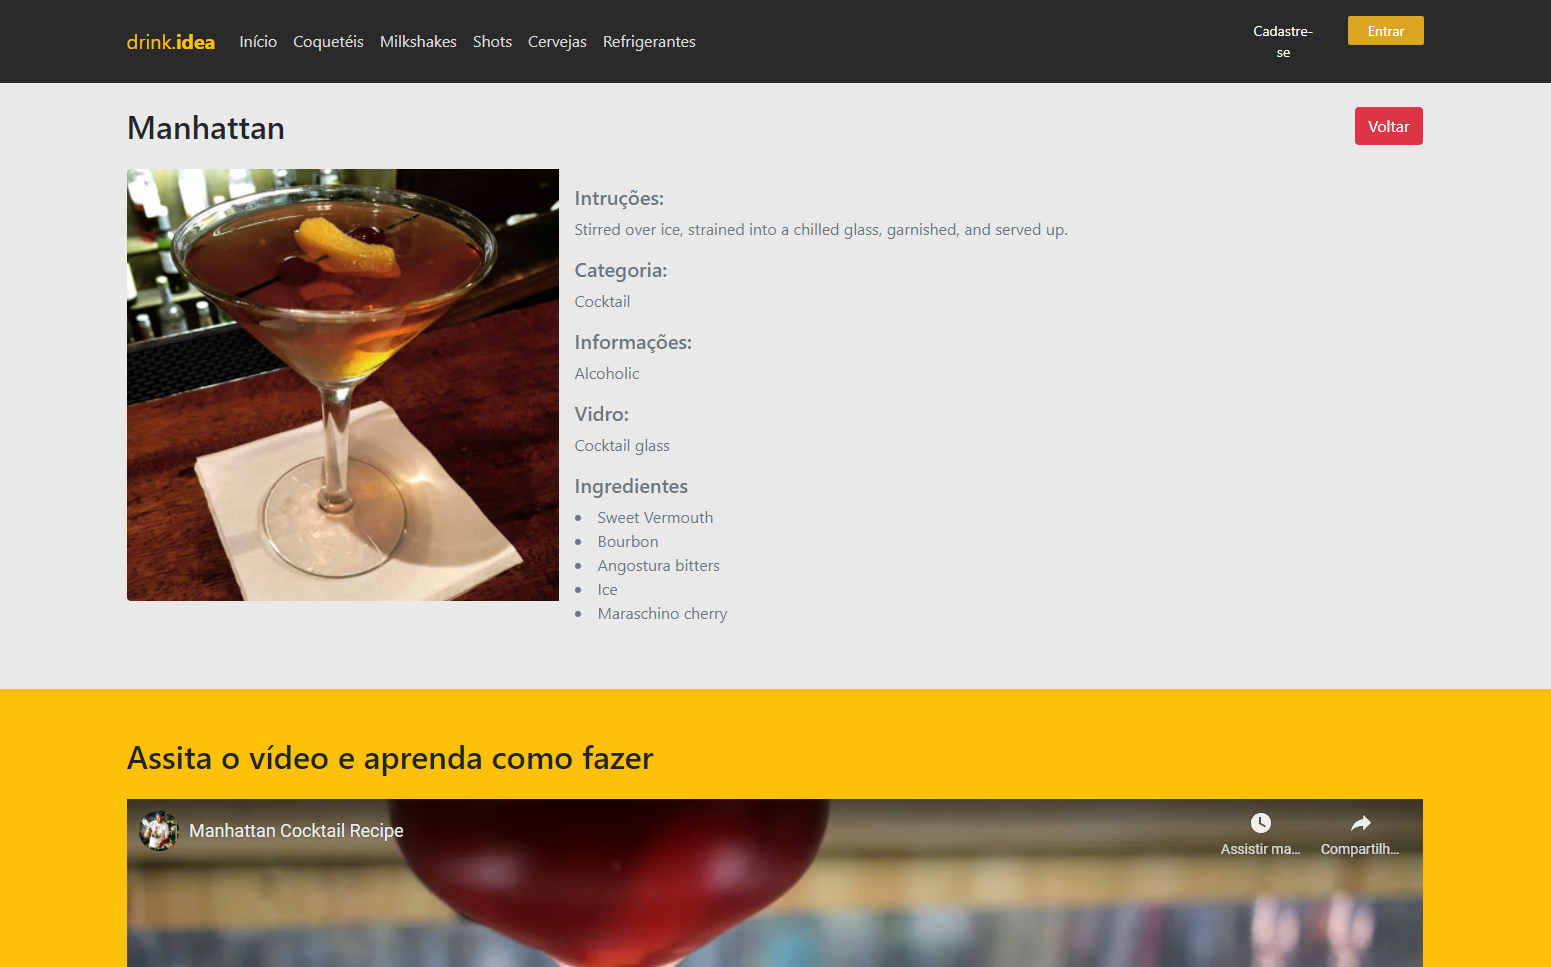 drink.idea Início Coquetéis Milkshakes Shots Cervejas Refrigerantes Cadastre-
se
Entrar
Manhattan
Voltar
Intruções:
Stirred over ice, strained into a chilled glass, garnished, and served up.
Categoria:
Cocktail
Informações:
Alcoholic
Vidro:
Cocktail glass
Ingredientes
Sweet Vermouth
Bourbon
Angostura bitters
Ice
Maraschino cherry
Assita o vídeo e aprenda como fazer
Manhattan Cocktail Recipe
Assistir ma...
Compartilh...